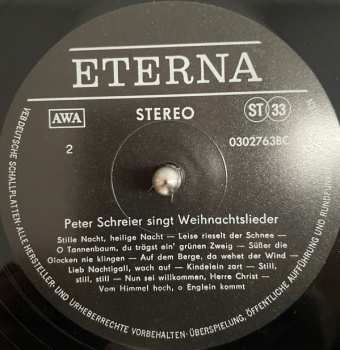 ETERNA
AWA
STEREO
ST 33
2
0302763BC
Peter Schreier singt Weihnachtslieder
Stille Nacht, heilige Nacht — Leise rieselt der Schnee —
O Tannenbaum, du trägst ein' grünen Zweig — Süßer die
Glocken nie klingen — Auf dem Berge, da wehet der Wind —
Lieb Nachtigall, wach auf — Kindelein zart — Still,
still, still — Nun sei willkommen, Herre Christ —
Vom Himmel hoch, o Englein kommt
VEB DEUTSCHE SCHALLPLATTEN · ALLE HERSTELLER- UND URHEBERRECHTE VORBEHALTEN · ÜBERSPIELUNG, ÖFFENTLICHE AUFFÜHRUNG UND RUNDFUN